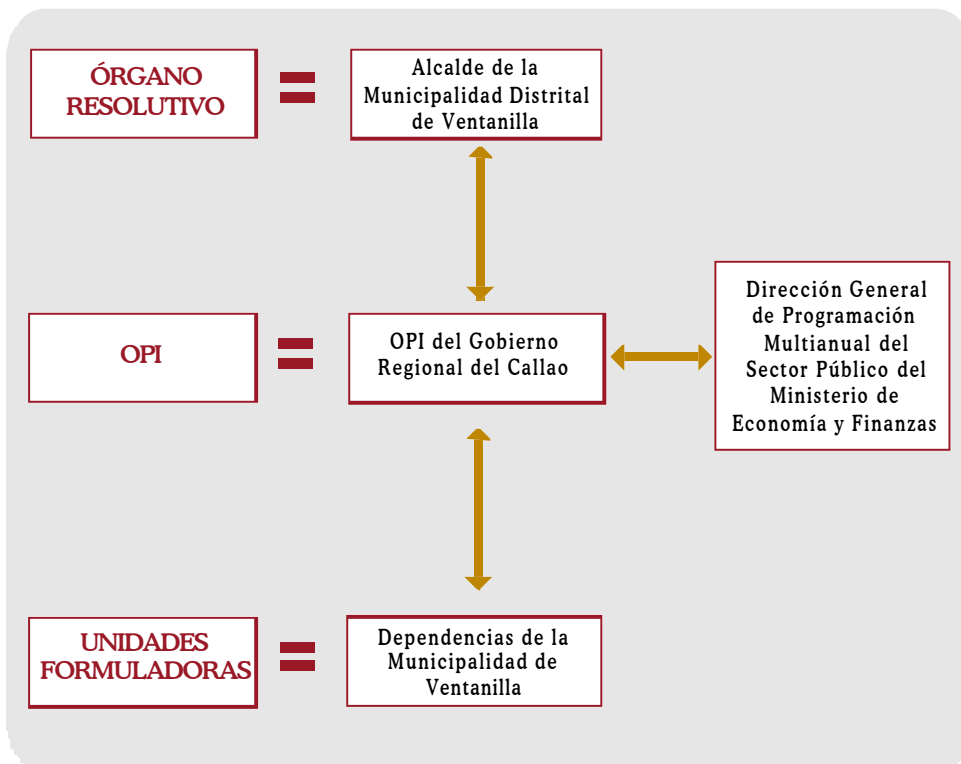 ÓRGANO
RESOLUTIVO
Alcalde de la
Municipalidad Distrital
de Ventanilla
OPI
OPI del Gobierno
Regional del Callao
Dirección General
de Programación
Multianual del
Sector Público del
Ministerio de
Economía y Finanzas
UNIDADES
FORMULADORAS
Dependencias de la
Municipalidad de
Ventanilla